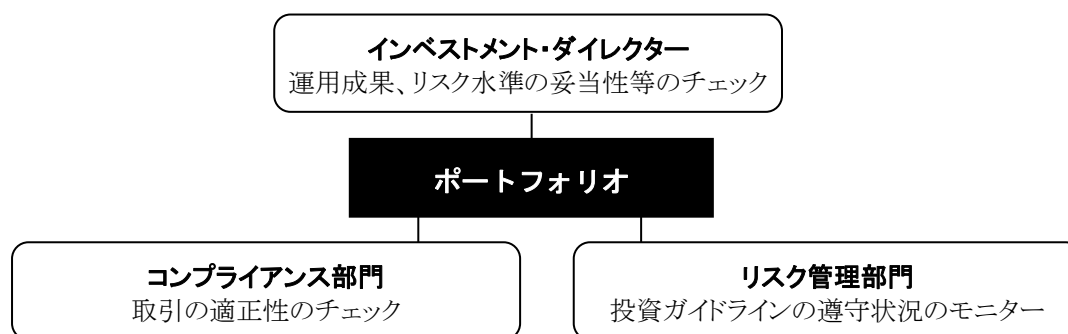 インベストメント・ダイレクター
運用成果、リスク水準の妥当性等のチェック
ポートフォリオ
コンプライアンス部門
取引の適正性のチェック
リスク管理部門
投資ガイドラインの遵守状況のモニター